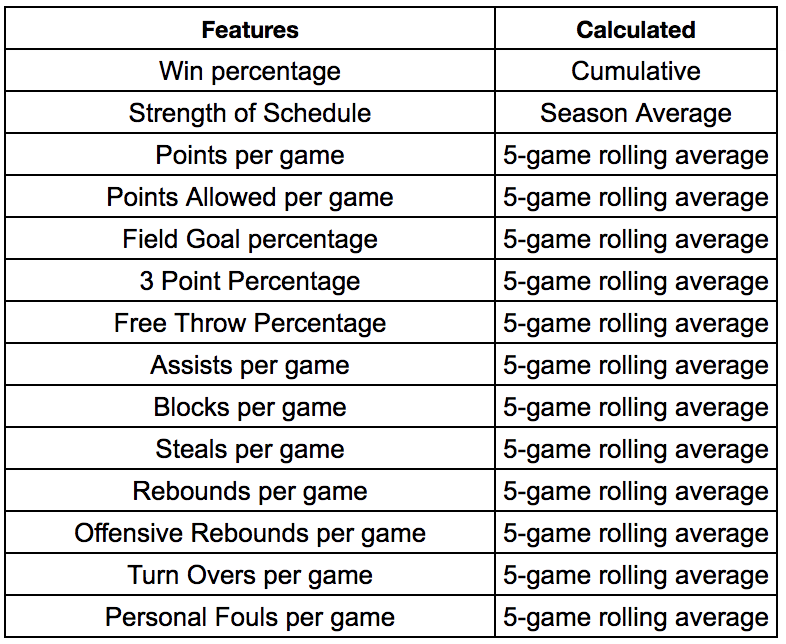 Features Calculated
Win percentage Cumulative
Strength of Schedule Season Average
Points per game 5-game rolling average
Points Allowed per game 5-game rolling average
Field Goal percentage 5-game rolling average
3 Point Percentage 5-game rolling average
Free Throw Percentage 5-game rolling average
Assists per game 5-game rolling average
Blocks per game 5-game rolling average
Steals per game 5-game rolling average
Rebounds per game 5-game rolling average
Offensive Rebounds per game 5-game rolling average
Turn Overs per game 5-game rolling average
Personal Fouls per game 5-game rolling average